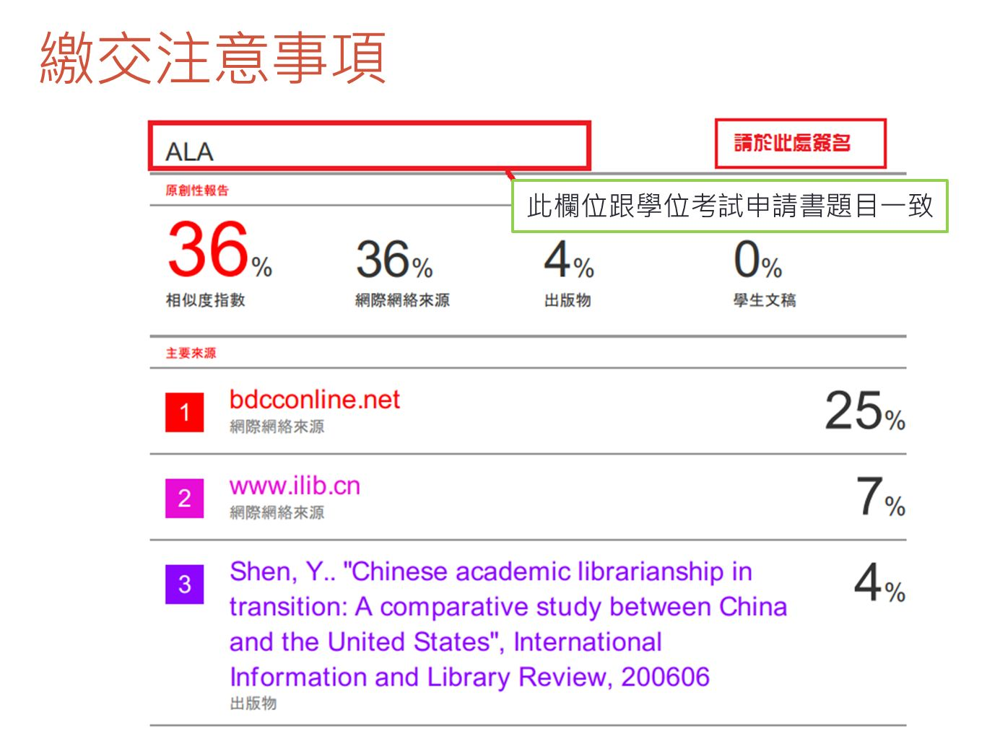 繳交注意事項
ALA
請於此處簽名
原創性報告
此欄位跟學位考試申請書題目一致
36%
36%
4%
0%
相似度指數
網際網絡來源
出版物
學生文稿
主要來源
1
bdcconline.net
網際網絡來源
25%
2
www.ilib.cn
網際網絡來源
7%
3
Shen, Y.. "Chinese academic librarianship in
transition: A comparative study between China
and the United States", International
Information and Library Review, 200606
出版物
4%